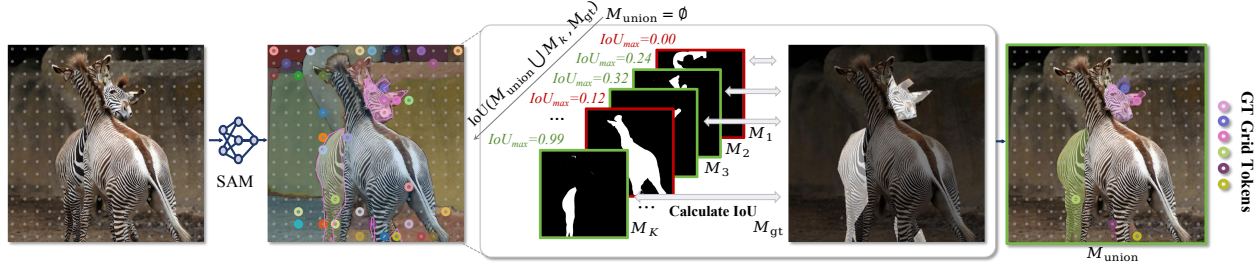 SAM
IoU(M_union ⋃ M_k , M_gt)
M_union = ∅
IoU_max=0.00
IoU_max=0.24
IoU_max=0.32
IoU_max=0.12
...
IoU_max=0.99
M_1
M_2
M_3
...
M_K
Calculate IoU
M_gt
M_union
GT Grid Tokens